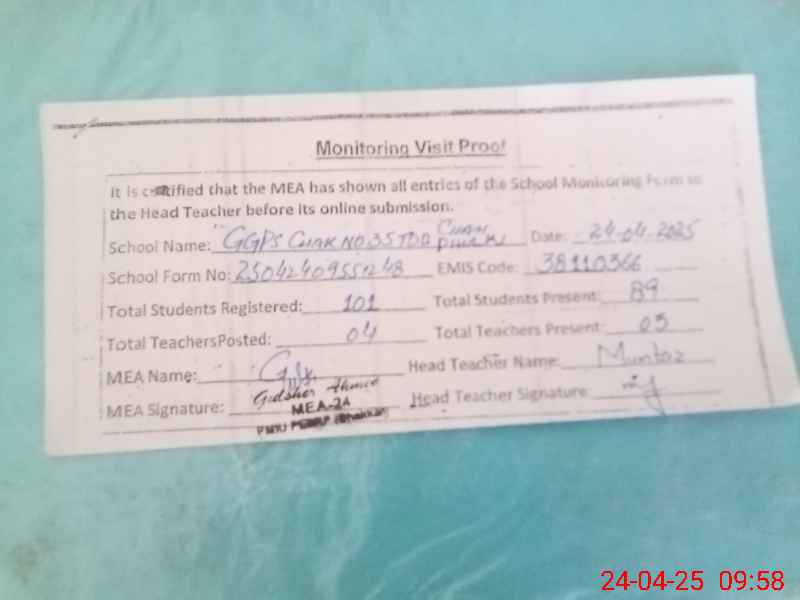 Monitoring Visit Proof
It is certified that the MEA has shown all entries of the School Monitoring Form to
the Head Teacher before its online submission.
School Name: GGPS CHAK NO 35 TDA Date: 24-04-2025
School Form No: EMIS Code: 38110366
Total Students Registered: 101 Total Students Present: 89
Total TeachersPosted: 04 Total Teachers Present: 03
MEA Name: Head Teacher Name: Mumtaz
MEA Signature: Head Teacher Signature:
MEA-24
24-04-25 09:58